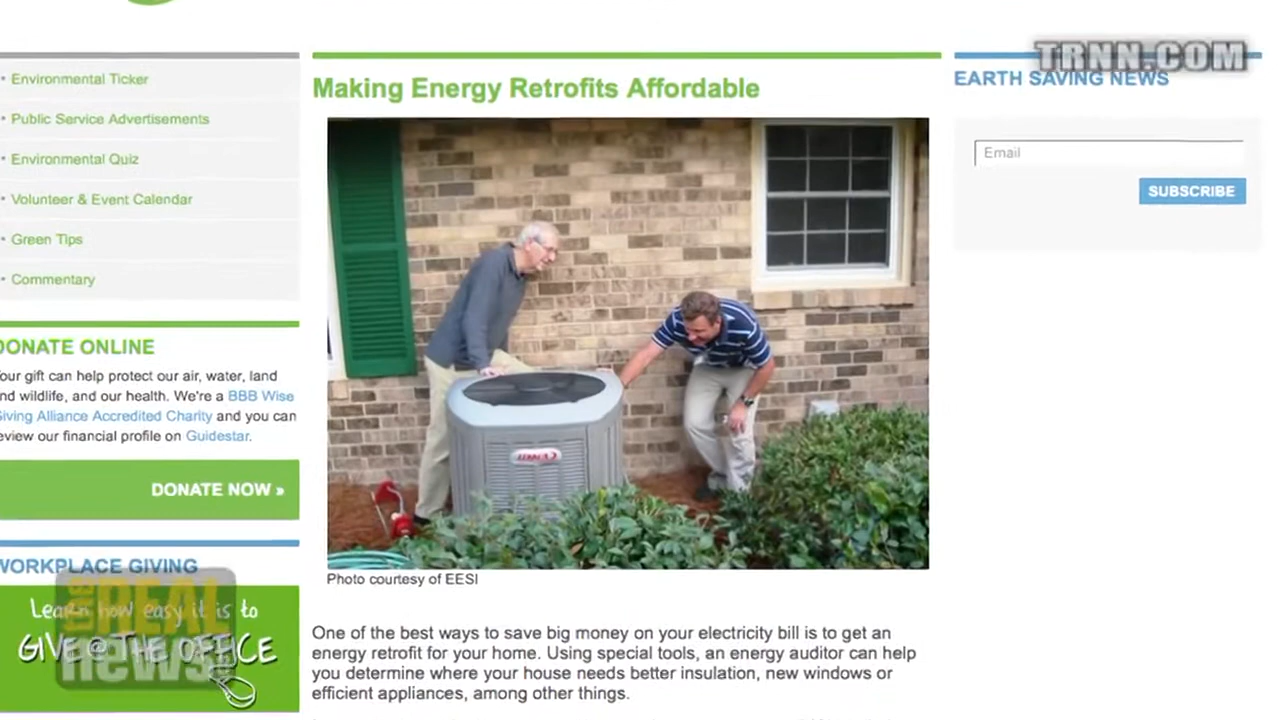 TRNN.COM
• Environmental Ticker
• Public Service Advertisements
• Environmental Quiz
• Volunteer & Event Calendar
• Green Tips
• Commentary
DONATE ONLINE
our gift can help protect our air, water, land
nd wildlife, and our health. We're a BBB Wise
Giving Alliance Accredited Charity and you can
eview our financial profile on Guidestar.
DONATE NOW »
WORKPLACE GIVING
Learn how easy it is to
GIVE @ THE OFFICE
the REAL
news
Making Energy Retrofits Affordable
LENNOX
Photo courtesy of EESI
One of the best ways to save big money on your electricity bill is to get an
energy retrofit for your home. Using special tools, an energy auditor can help
you determine where your house needs better insulation, new windows or
efficient appliances, among other things.
EARTH SAVING NEWS
Email
SUBSCRIBE